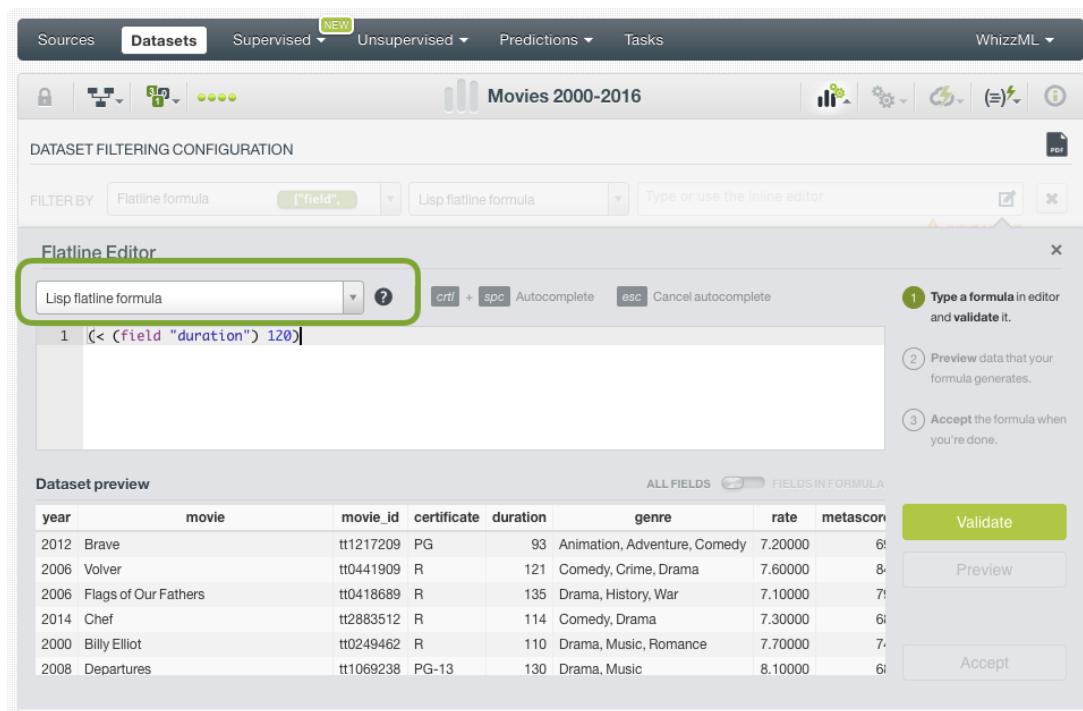 NEW
Sources Datasets Supervised Unsupervised Predictions Tasks WhizzML
Movies 2000-2016
DATASET FILTERING CONFIGURATION
PDF
FILTER BY Flatline formula ["field", Lisp flatline formula Type or use the inline editor
Flatline Editor
Lisp flatline formula ? crtl + spc Autocomplete esc Cancel autocomplete
1 Type a formula in editor
and validate it.
1 (< (field "duration") 120)
2 Preview data that your
formula generates.
3 Accept the formula when
you're done.
Dataset preview ALL FIELDS FIELDS IN FORMULA
year movie movie_id certificate duration genre rate metascore
2012 Brave tt1217209 PG 93 Animation, Adventure, Comedy 7.20000
2006 Volver tt0441909 R 121 Comedy, Crime, Drama 7.60000
2006 Flags of Our Fathers tt0418689 R 135 Drama, History, War 7.10000
2014 Chef tt2883512 R 114 Comedy, Drama 7.30000
2000 Billy Elliot tt0249462 R 110 Drama, Music, Romance 7.70000
2008 Departures tt1069238 PG-13 130 Drama, Music 8.10000
Validate
Preview
Accept